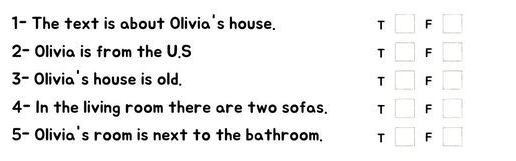 1- The text is about Olivia's house. T F
2- Olivia is from the U.S T F
3- Olivia's house is old. T F
4- In the living room there are two sofas. T F
5- Olivia's room is next to the bathroom. T F